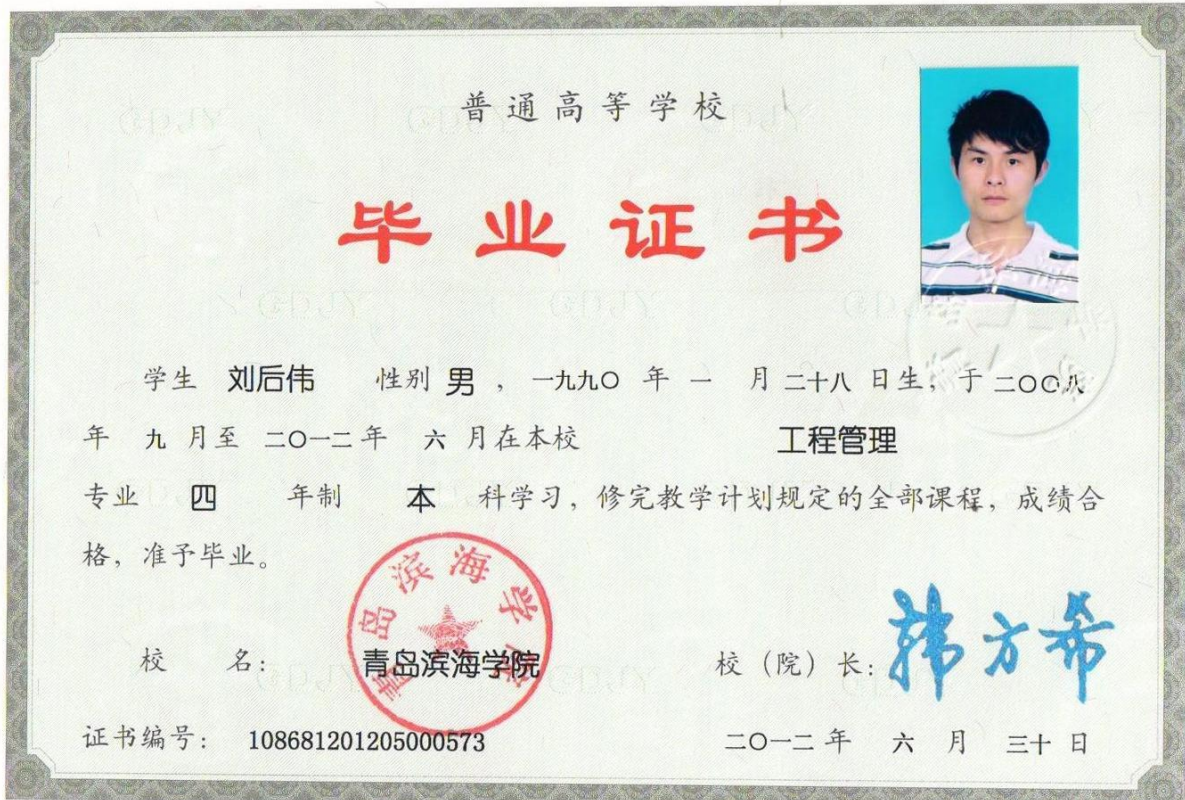 普通高等学校
毕业证书
学生 刘后伟 性别 男 ，一九九〇 年 一 月 二十八 日生，于 二〇〇八
年 九 月至 二〇一二 年 六 月在本校 工程管理
专业 四 年制 本 科学习，修完教学计划规定的全部课程，成绩合
格，准予毕业。
青岛滨海学院
校 名： 青岛滨海学院
校（院）长： 韩方希
证书编号： 108681201205000573
二〇一二 年 六 月 三十 日